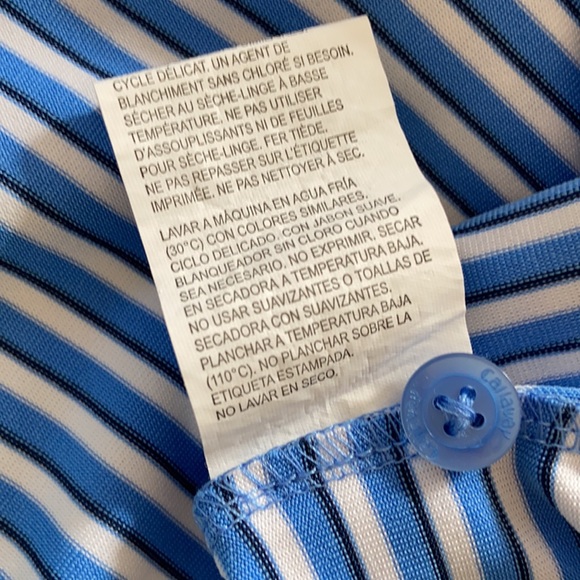 CYCLE DÉLICAT. UN AGENT DE
BLANCHIMENT SANS CHLORÉ SI BESOIN.
SÉCHER AU SÈCHE-LINGE À BASSE
TEMPÉRATURE. NE PAS UTILISER
D'ASSOUPLISSANTS NI DE FEUILLES
POUR SÈCHE-LINGE. FER TIÈDE.
NE PAS REPASSER SUR L'ÉTIQUETTE
IMPRIMÉE. NE PAS NETTOYER À SEC.
LAVAR A MÁQUINA EN AGUA FRÍA
(30°C) CON COLORES SIMILARES.
CICLO DELICADO, CON JABON SUAVE.
BLANQUEADOR SIN CLORO CUANDO
SEA NECESARIO. NO EXPRIMIR. SECAR
EN SECADORA A TEMPERATURA BAJA.
NO USAR SUAVIZANTES O TOALLAS DE
SECADORA CON SUAVIZANTES.
PLANCHAR A TEMPERATURA BAJA
(110°C). NO PLANCHAR SOBRE LA
ETIQUETA ESTAMPADA.
NO LAVAR EN SECO.
Callaway